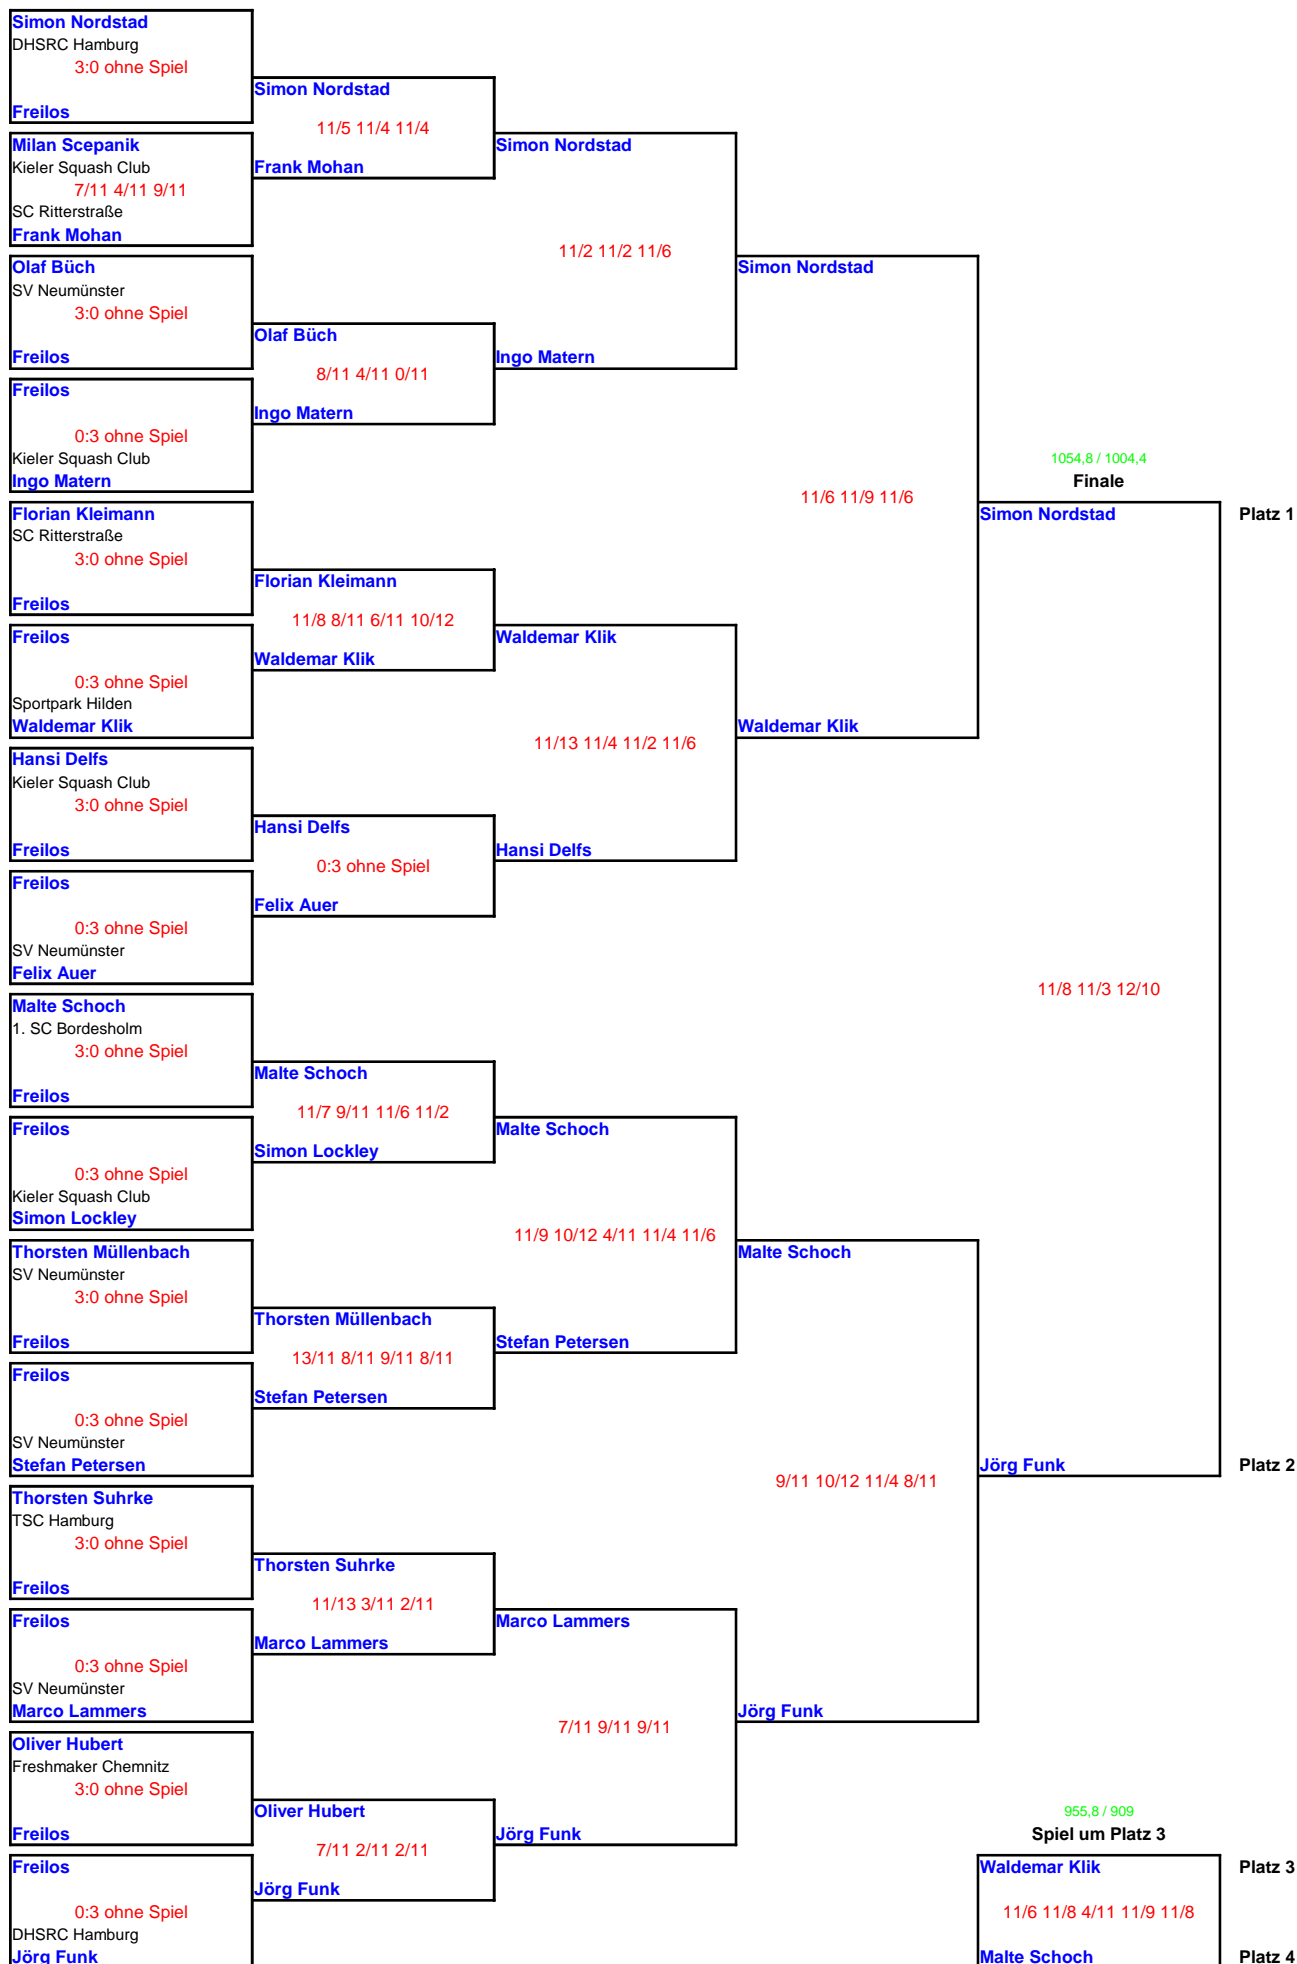 Simon Nordstad
DHSRC Hamburg
3:0 ohne Spiel
Freilos
Milan Scepanik
Kieler Squash Club
7/11 4/11 9/11
SC Ritterstraße
Frank Mohan
Olaf Büch
SV Neumünster
3:0 ohne Spiel
Freilos
Freilos
0:3 ohne Spiel
Kieler Squash Club
Ingo Matern
Florian Kleimann
SC Ritterstraße
3:0 ohne Spiel
Freilos
Freilos
0:3 ohne Spiel
Sportpark Hilden
Waldemar Klik
Hansi Delfs
Kieler Squash Club
3:0 ohne Spiel
Freilos
Freilos
0:3 ohne Spiel
SV Neumünster
Felix Auer
Malte Schoch
1. SC Bordesholm
3:0 ohne Spiel
Freilos
Freilos
0:3 ohne Spiel
Kieler Squash Club
Simon Lockley
Thorsten Müllenbach
SV Neumünster
3:0 ohne Spiel
Freilos
Freilos
0:3 ohne Spiel
SV Neumünster
Stefan Petersen
Thorsten Suhrke
TSC Hamburg
3:0 ohne Spiel
Freilos
Freilos
0:3 ohne Spiel
SV Neumünster
Marco Lammers
Oliver Hubert
Freshmaker Chemnitz
3:0 ohne Spiel
Freilos
Freilos
0:3 ohne Spiel
DHSRC Hamburg
Jörg Funk
Simon Nordstad
11/5 11/4 11/4
Frank Mohan
Olaf Büch
8/11 4/11 0/11
Ingo Matern
Florian Kleimann
11/8 8/11 6/11 10/12
Waldemar Klik
Hansi Delfs
0:3 ohne Spiel
Felix Auer
Malte Schoch
11/7 9/11 11/6 11/2
Simon Lockley
Thorsten Müllenbach
13/11 8/11 9/11 8/11
Stefan Petersen
Thorsten Suhrke
11/13 3/11 2/11
Marco Lammers
Oliver Hubert
7/11 2/11 2/11
Jörg Funk
Simon Nordstad
11/2 11/2 11/6
Ingo Matern
Waldemar Klik
11/13 11/4 11/2 11/6
Hansi Delfs
Malte Schoch
11/9 10/12 4/11 11/4 11/6
Stefan Petersen
Marco Lammers
7/11 9/11 9/11
Jörg Funk
Simon Nordstad
11/6 11/9 11/6
Waldemar Klik
Malte Schoch
9/11 10/12 11/4 8/11
Jörg Funk
1054,8 / 1004,4
Finale
Simon Nordstad Platz 1
11/8 11/3 12/10
Jörg Funk Platz 2
955,8 / 909
Spiel um Platz 3
Waldemar Klik Platz 3
11/6 11/8 4/11 11/9 11/8
Malte Schoch Platz 4